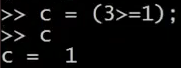 >> c = (3>=1);
>> c
c =  1